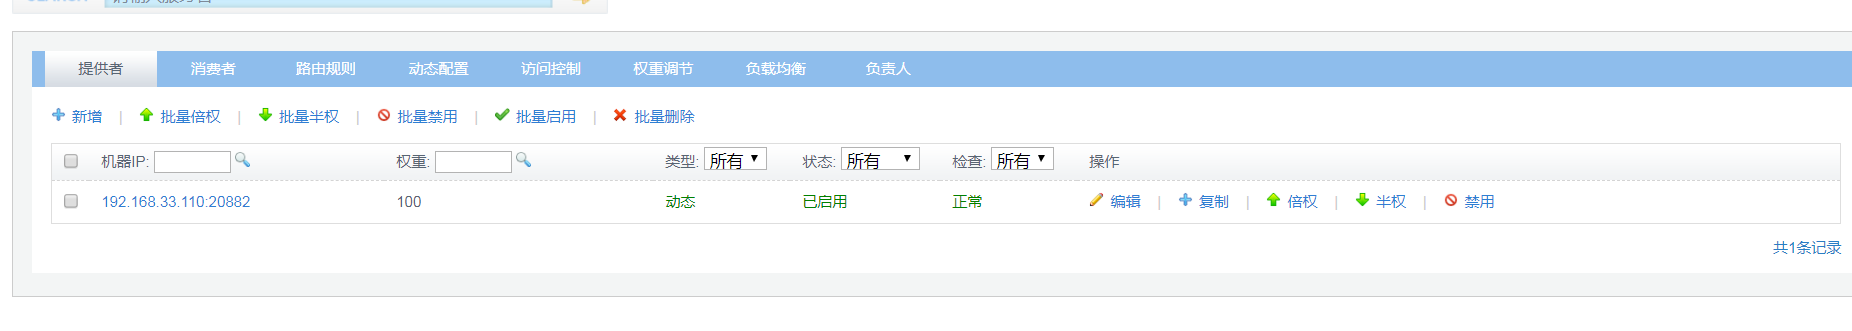 提供者 消费者 路由规则 动态配置 访问控制 权重调节 负载均衡 负责人
新增 | 批量倍权 | 批量半权 | 批量禁用 | 批量启用 | 批量删除
机器IP: 权重: 类型: 所有 状态: 所有 检查: 所有 操作
192.168.33.110:20882 100 动态 已启用 正常 编辑 | 复制 | 倍权 | 半权 | 禁用
共1条记录